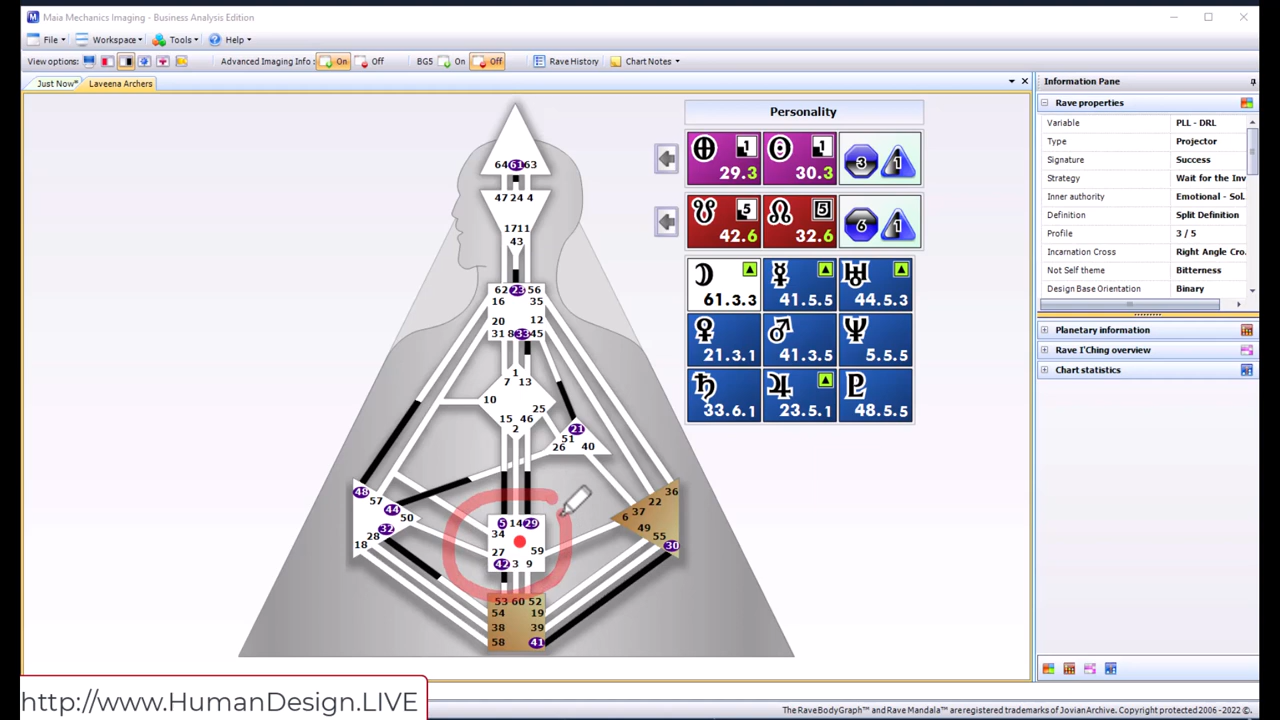 Maia Mechanics Imaging - Business Analysis Edition
File Workspace Tools Help
View options: Advanced Imaging Info: On Off BG5 On Off Rave History Chart Notes
Just Now* Laveena Archers
Information Pane
Personality
29.3 30.3 3 1
1 1
42.6 32.6 6 1
5 5
61.3.3 41.5.5 44.5.3
21.3.1 41.3.5 5.5.5
33.6.1 23.5.1 48.5.5
64 61 63
47 24 4
17 11
43
62 23 56
16 35
20 12
31 8 33 45
1
7 13
10 25
15 46
2
21
51
26 40
48
57
44
50
32
28
18
36
22
37
6
49
55
30
5 14 29
34
27 59
42 3 9
53 60 52
54 19
38 39
58 41
Rave properties
Variable PLL - DRL
Type Projector
Signature Success
Strategy Wait for the Inv
Inner authority Emotional - Sol.
Definition Split Definition
Profile 3 / 5
Incarnation Cross Right Angle Cro.
Not Self theme Bitterness
Design Base Orientation Binary
Planetary information
Rave I'Ching overview
Chart statistics
http://www.HumanDesign.LIVE
The RaveBodyGraph™ and Rave Mandala™ are registered trademarks of JovianArchive. Copyright protected 2006 - 2022 ©.